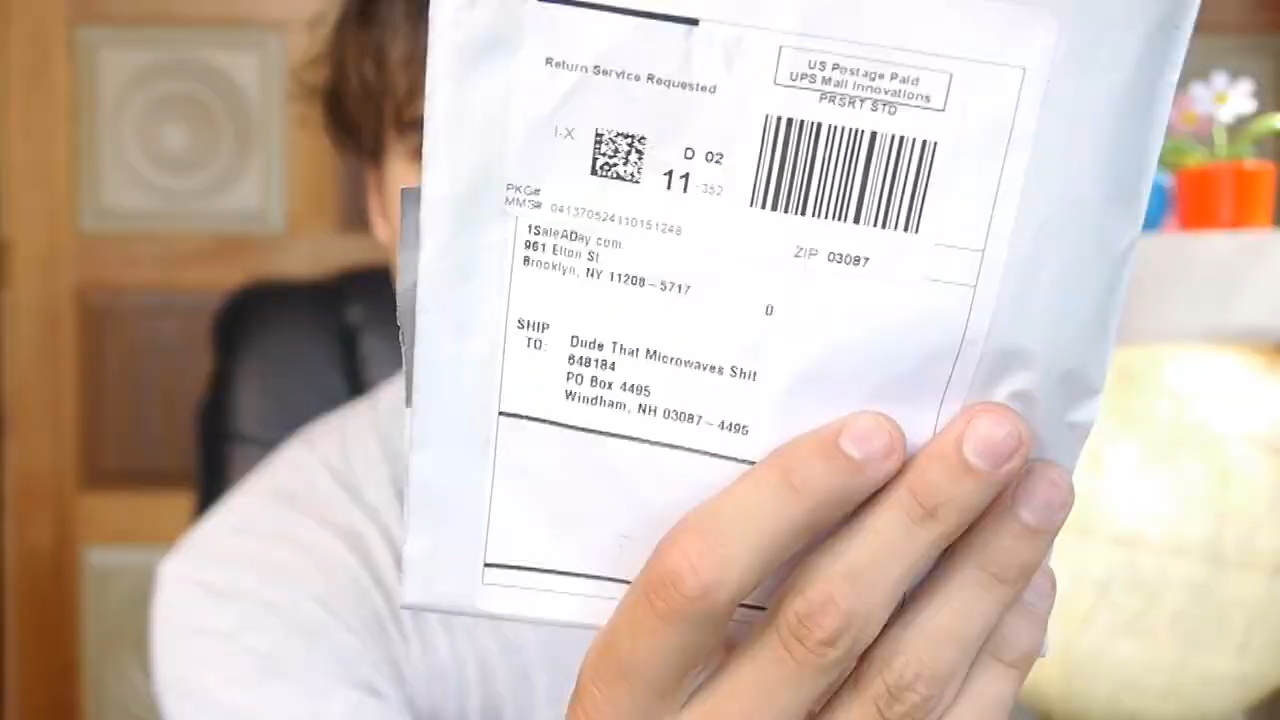 Return Service Requested
US Postage Paid
UPS Mail Innovations
PRSRT STD
I-X
D 02
11 -352
PKG#
MMS# 041370524110151248
1SaleADay.com
961 Elton St
Brooklyn, NY 11208-5717
ZIP 03087
0
SHIP
TO:
Dude That Microwaves Shit
648184
PO Box 4495
Windham, NH 03087-4495